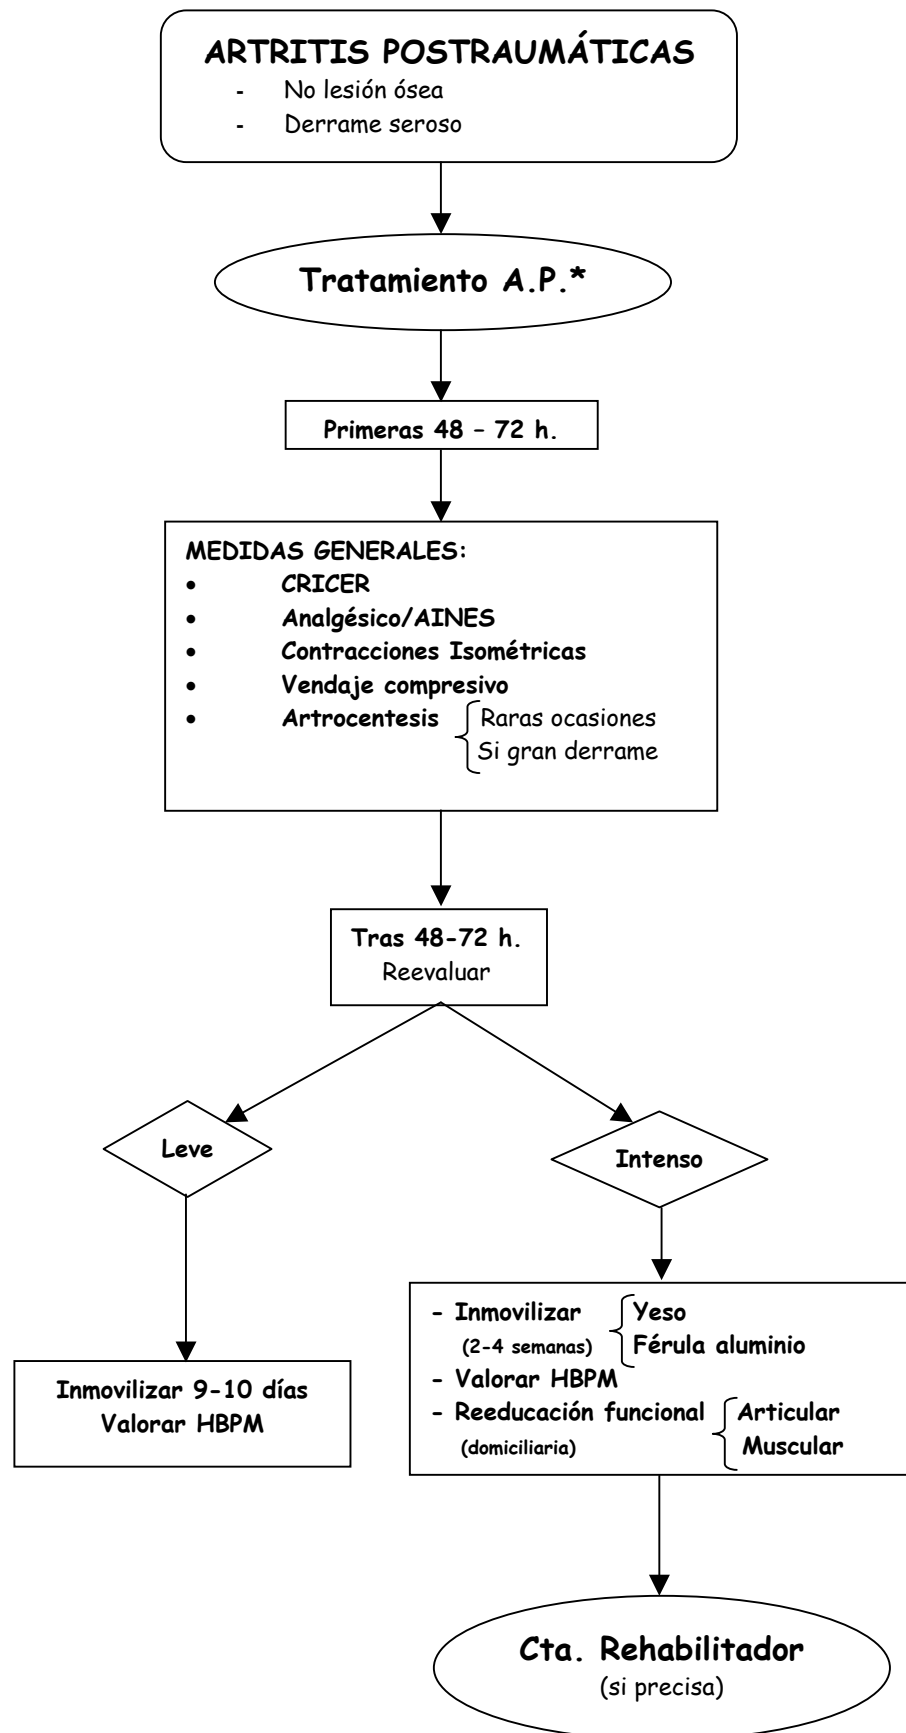 ARTRITIS POSTRAUMÁTICAS
- No lesión ósea
- Derrame seroso
Tratamiento A.P.*
Primeras 48 – 72 h.
MEDIDAS GENERALES:
• CRICER
• Analgésico/AINES
• Contracciones Isométricas
• Vendaje compresivo
• Artrocentesis Raras ocasiones
Si gran derrame
Tras 48-72 h.
Reevaluar
Leve
Intenso
Inmovilizar 9-10 días
Valorar HBPM
- Inmovilizar Yeso
(2-4 semanas) Férula aluminio
- Valorar HBPM
- Reeducación funcional Articular
(domiciliaria) Muscular
Cta. Rehabilitador
(si precisa)